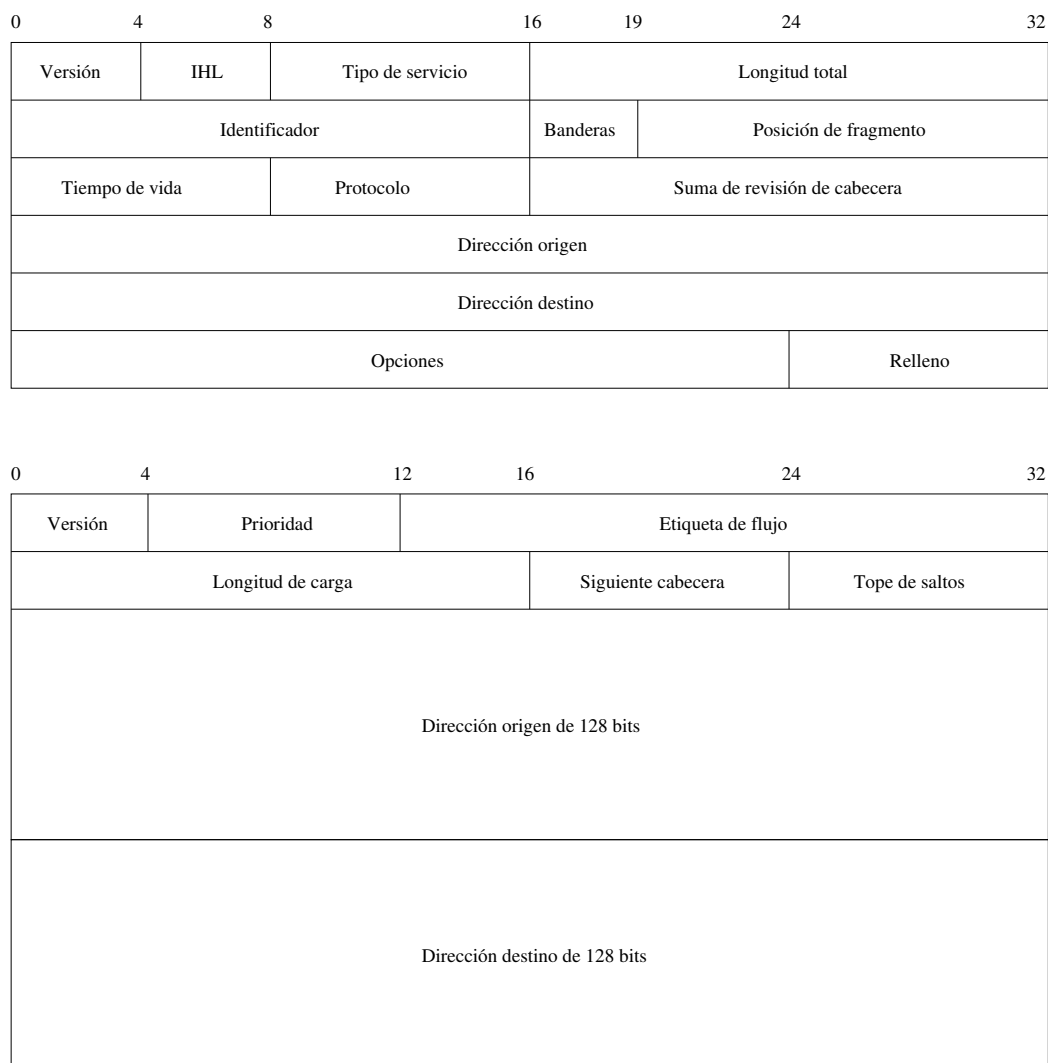 0 4 8 16 19 24 32
Versión IHL Tipo de servicio Longitud total
Identificador Banderas Posición de fragmento
Tiempo de vida Protocolo Suma de revisión de cabecera
Dirección origen
Dirección destino
Opciones Relleno
0 4 12 16 24 32
Versión Prioridad Etiqueta de flujo
Longitud de carga Siguiente cabecera Tope de saltos
Dirección origen de 128 bits
Dirección destino de 128 bits